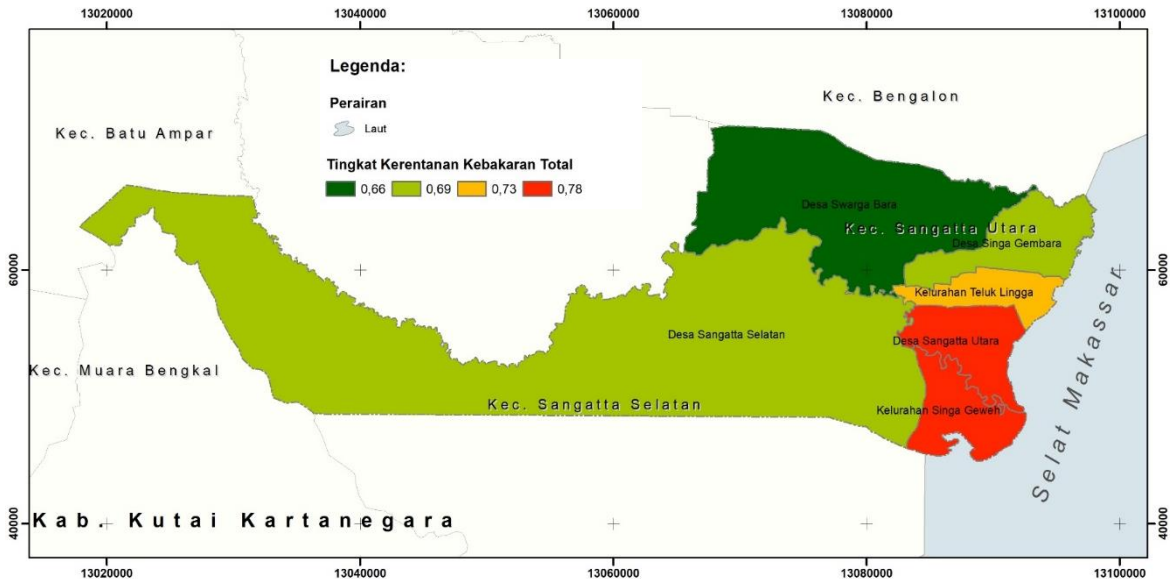 13020000 13040000 13060000 13080000 13100000
Legenda:
Perairan
Laut
Tingkat Kerentanan Kebakaran Total
0,66 0,69 0,73 0,78
Kec. Bengalon
Kec. Batu Ampar
Desa Swarga Bara
Kec. Sangatta Utara
Desa Singa Gembara
60000 60000
Kelurahan Teluk Lingga
Desa Sangatta Selatan
Desa Sangatta Utara
Kec. Muara Bengkal
Kec. Sangatta Selatan
Kelurahan Singa Geweh
Selat Makassar
Kab. Kutai Kartanegara
40000 40000
13020000 13040000 13060000 13080000 13100000